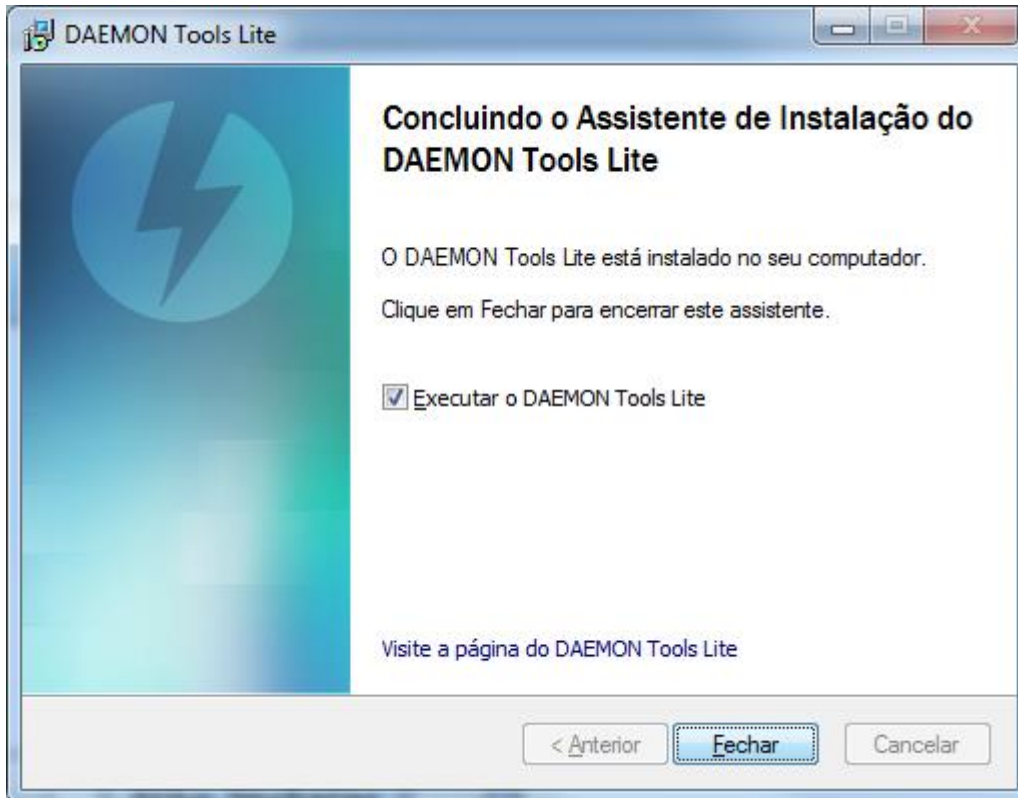 DAEMON Tools Lite
Concluindo o Assistente de Instalação do
DAEMON Tools Lite
O DAEMON Tools Lite está instalado no seu computador.
Clique em Fechar para encerrar este assistente.
Executar o DAEMON Tools Lite
Visite a página do DAEMON Tools Lite
< Anterior
Fechar
Cancelar